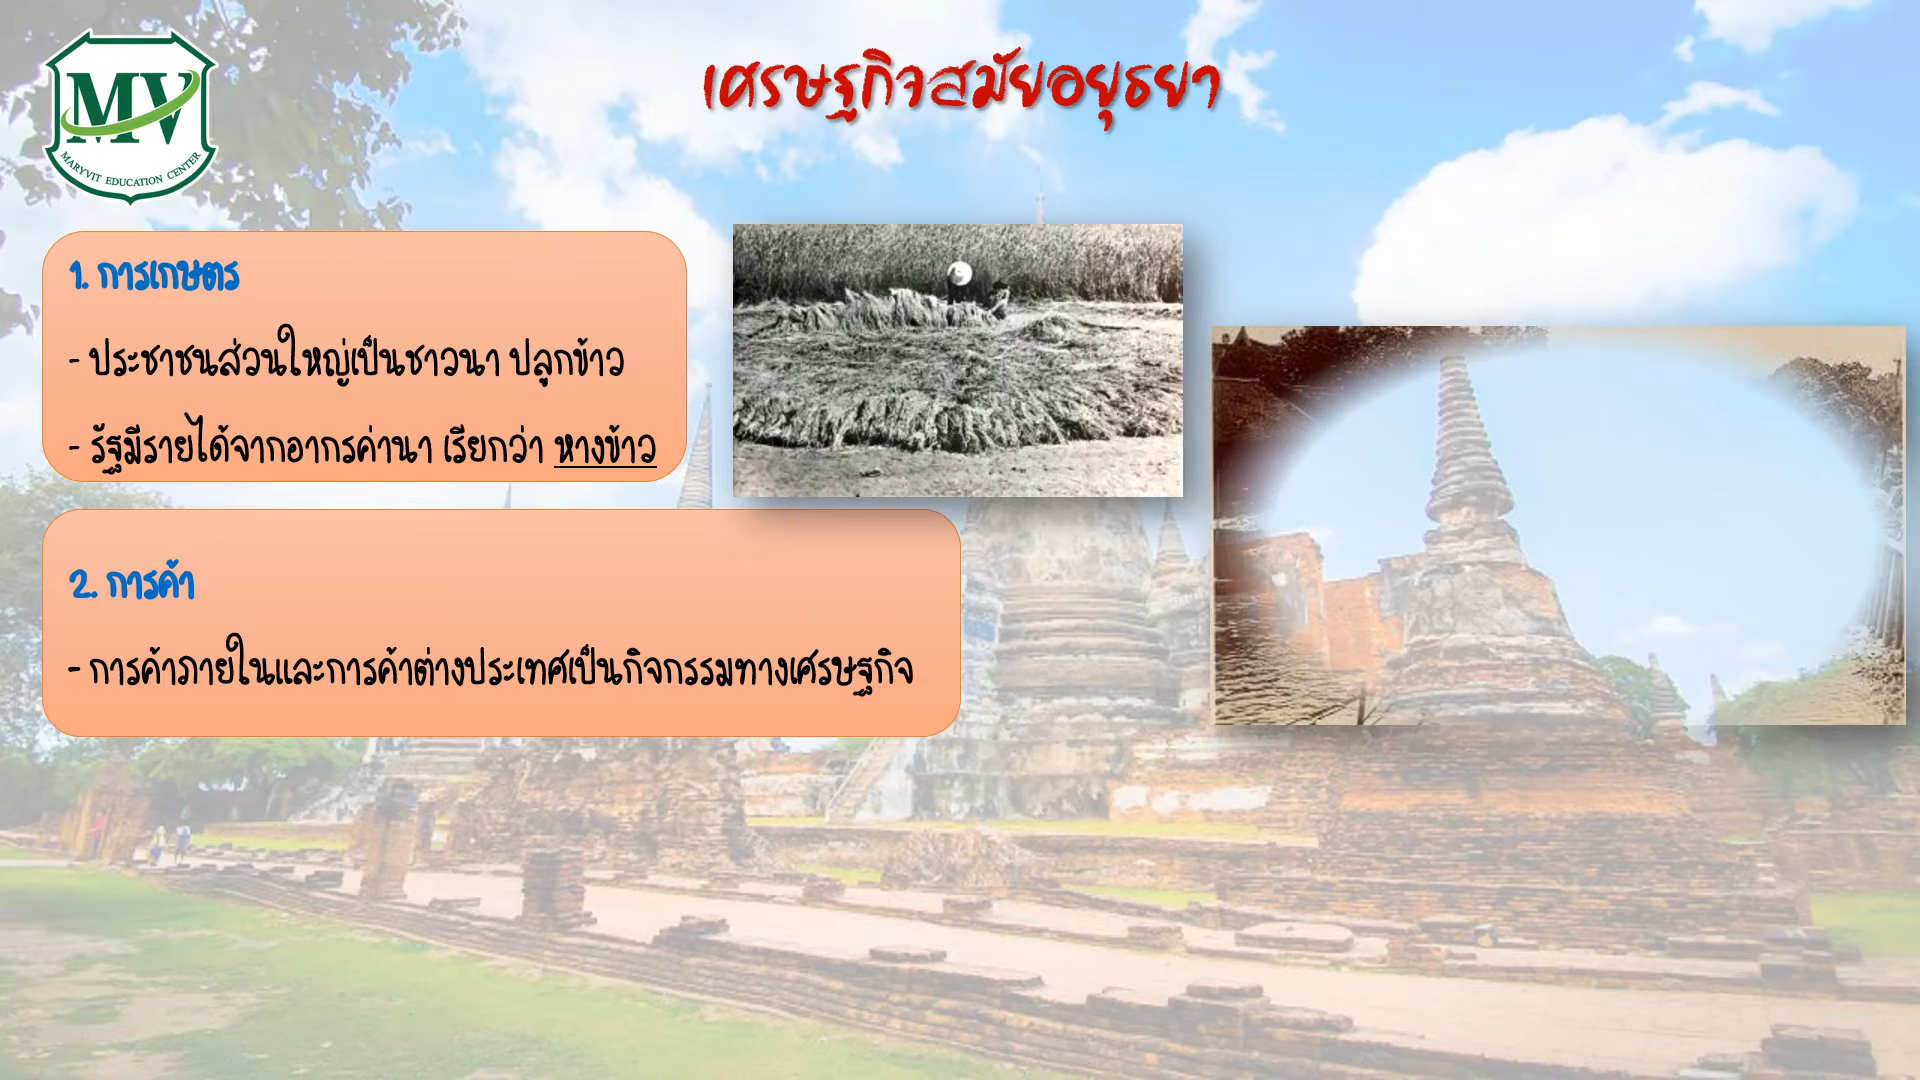 MV
MARYVIT EDUCATION CENTER
เศรษฐกิจสมัยอยุธยา
1. การเกษตร
- ประชาชนส่วนใหญ่เป็นชาวนา ปลูกข้าว
- รัฐมีรายได้จากอากรค่านา เรียกว่า หางข้าว
2. การค้า
- การค้าภายในและการค้าต่างประเทศเป็นกิจกรรมทางเศรษฐกิจ